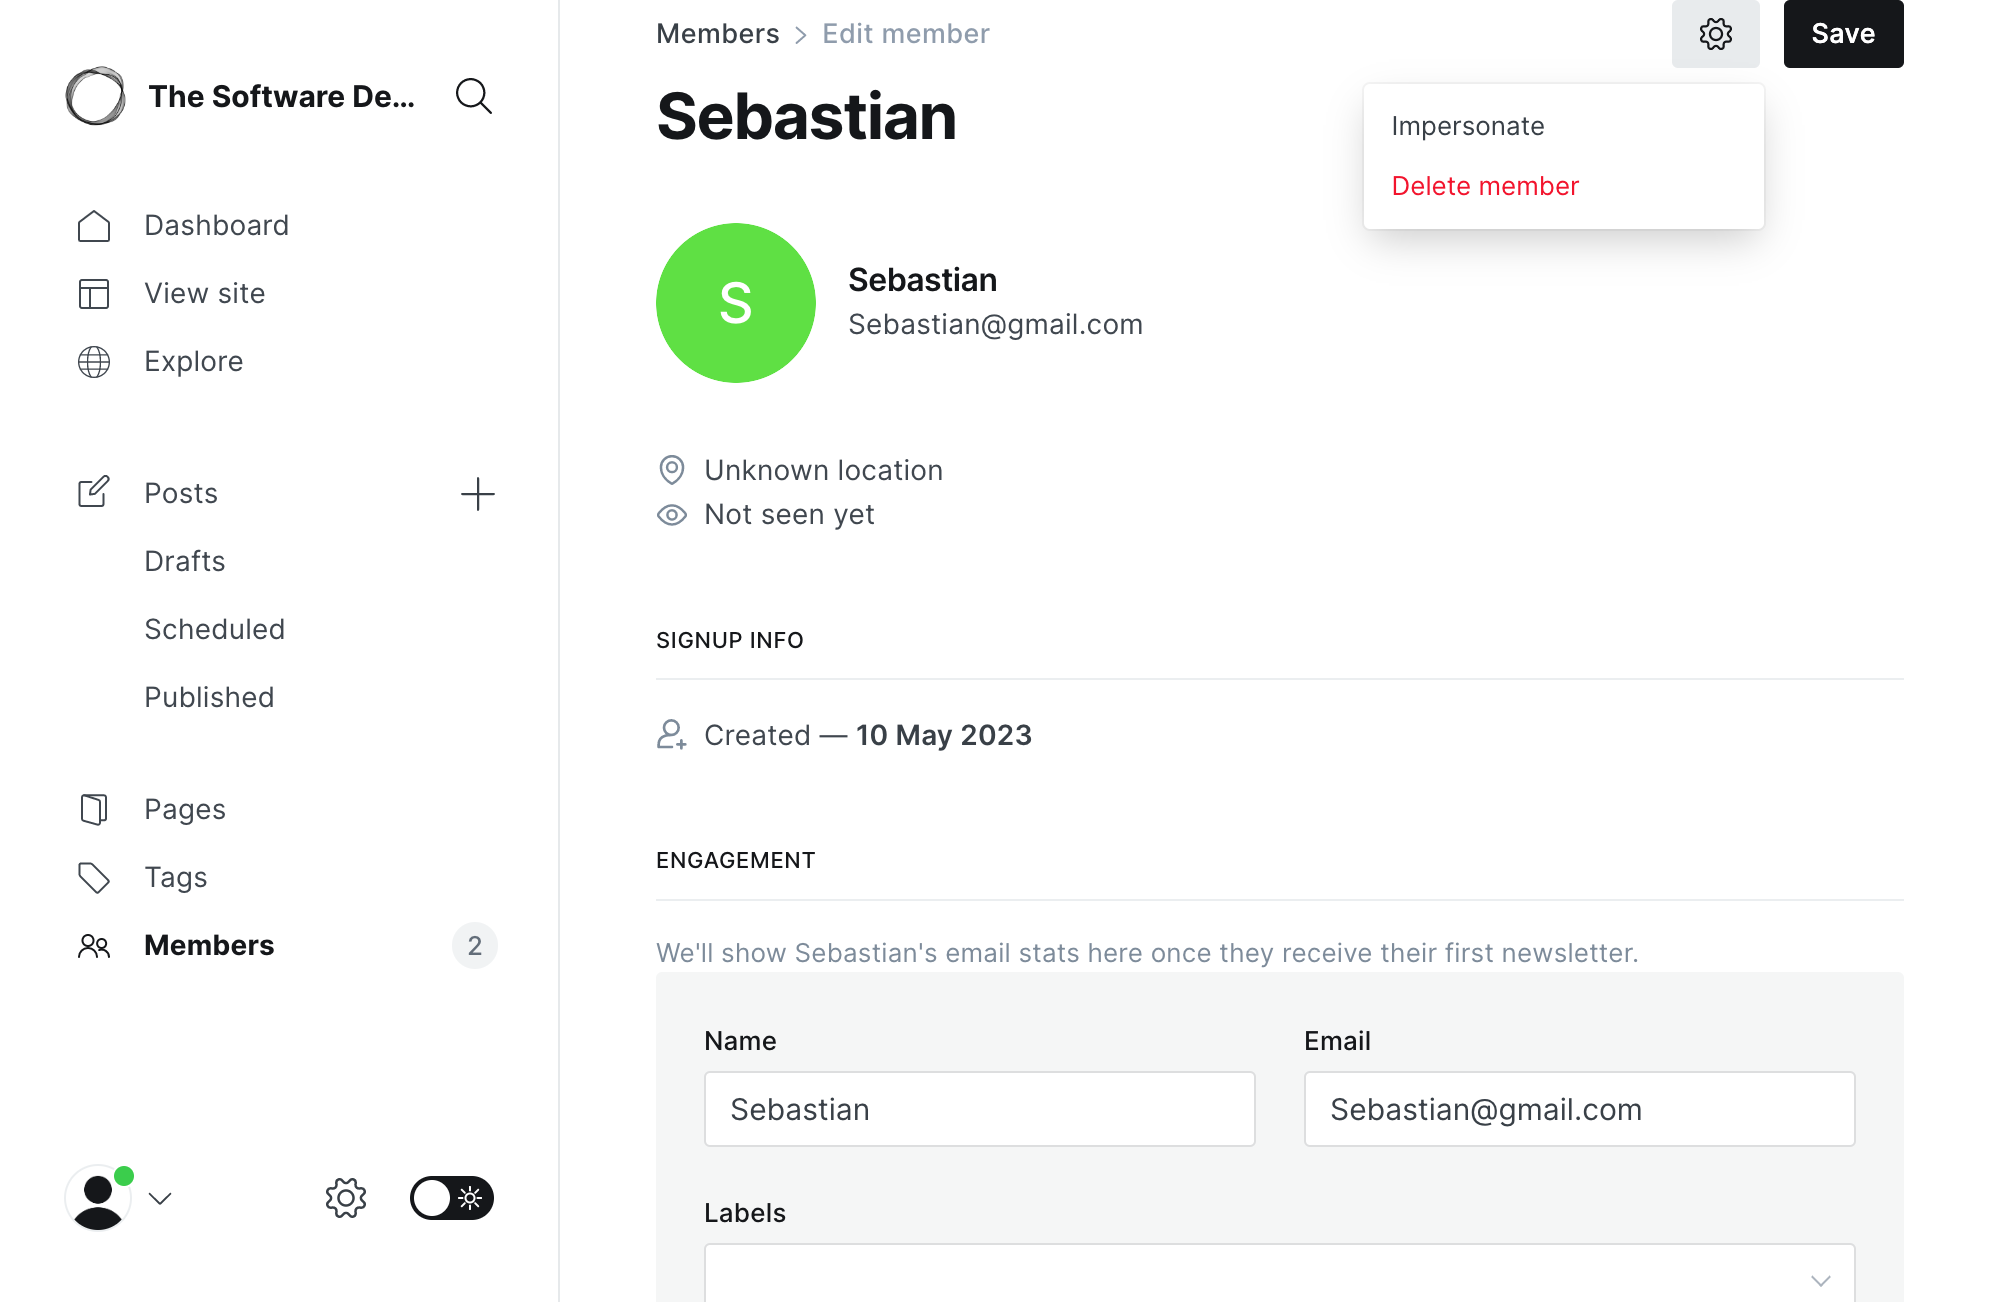 The Software De...
Dashboard
View site
Explore
Posts
Drafts
Scheduled
Published
Pages
Tags
Members 2
Members > Edit member
Save
Sebastian
Impersonate
Delete member
S
Sebastian
Sebastian@gmail.com
Unknown location
Not seen yet
SIGNUP INFO
Created — 10 May 2023
ENGAGEMENT
We'll show Sebastian's email stats here once they receive their first newsletter.
Name
Sebastian
Email
Sebastian@gmail.com
Labels